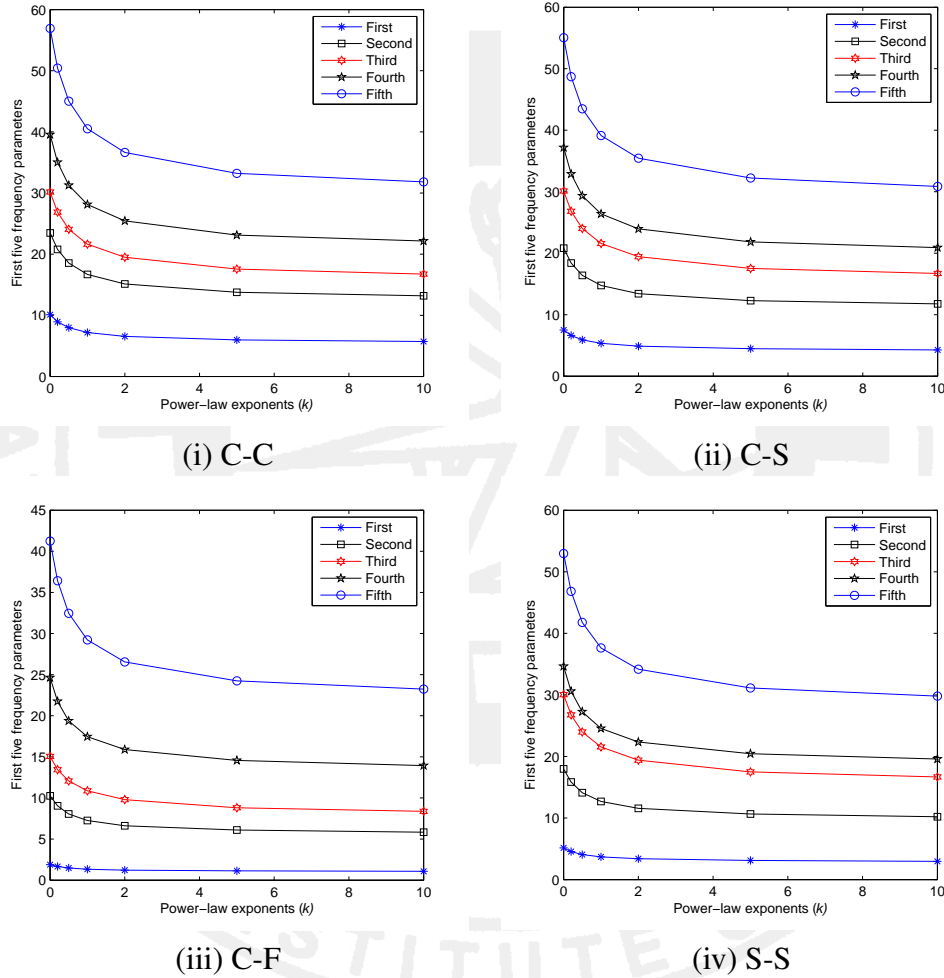 60
50
40
30
20
10
0
0 2 4 6 8 10
First five frequency parameters
Power−law exponents (k)
First
Second
Third
Fourth
Fifth
(i) C-C
60
50
40
30
20
10
0
0 2 4 6 8 10
First five frequency parameters
Power−law exponents (k)
First
Second
Third
Fourth
Fifth
(ii) C-S
45
40
35
30
25
20
15
10
5
0
0 2 4 6 8 10
First five frequency parameters
Power−law exponents (k)
First
Second
Third
Fourth
Fifth
(iii) C-F
60
50
40
30
20
10
0
0 2 4 6 8 10
First five frequency parameters
Power−law exponents (k)
First
Second
Third
Fourth
Fifth
(iv) S-S